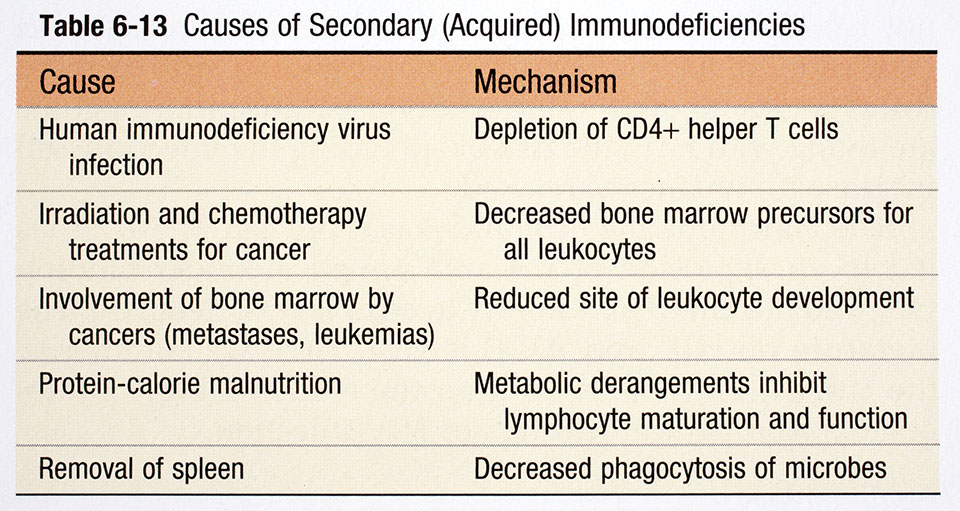 Table 6-13 Causes of Secondary (Acquired) Immunodeficiencies
Cause Mechanism
Human immunodeficiency virus infection Depletion of CD4+ helper T cells
Irradiation and chemotherapy treatments for cancer Decreased bone marrow precursors for all leukocytes
Involvement of bone marrow by cancers (metastases, leukemias) Reduced site of leukocyte development
Protein-calorie malnutrition Metabolic derangements inhibit lymphocyte maturation and function
Removal of spleen Decreased phagocytosis of microbes